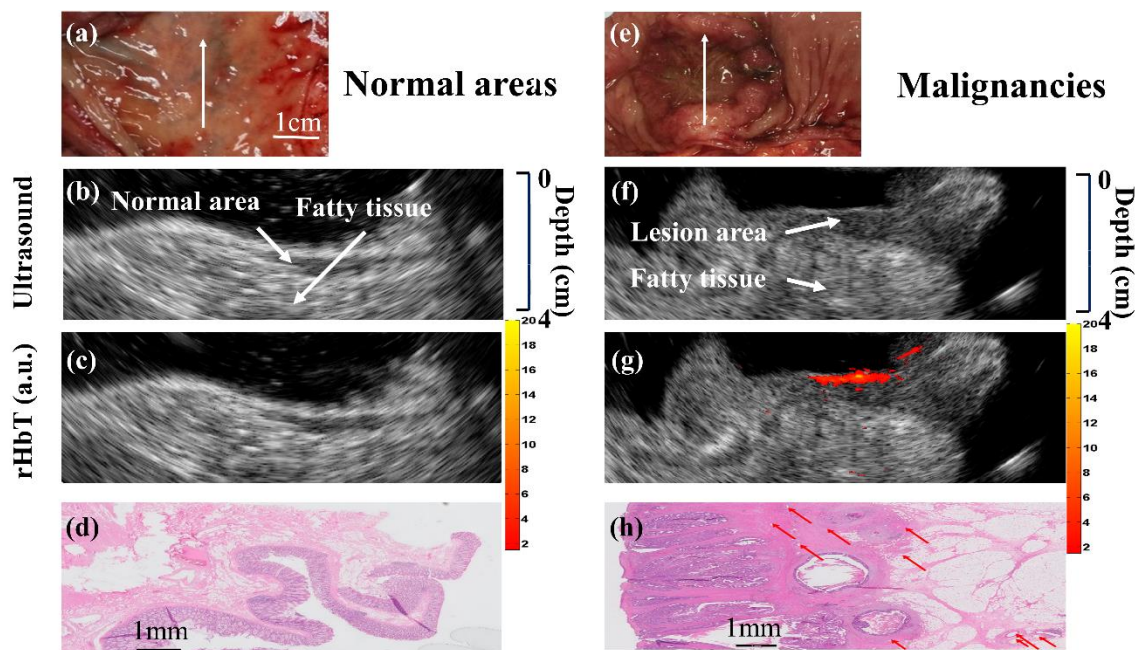 (a)
1cm
Normal areas
(e)
Malignancies
Ultrasound
(b)
Normal area
Fatty tissue
0
Depth (cm)
4
(f)
Lesion area
Fatty tissue
0
Depth (cm)
4
rHbT (a.u.)
(c)
20
18
16
14
12
10
8
6
4
2
(g)
20
18
16
14
12
10
8
6
4
2
(d)
1mm
(h)
1mm